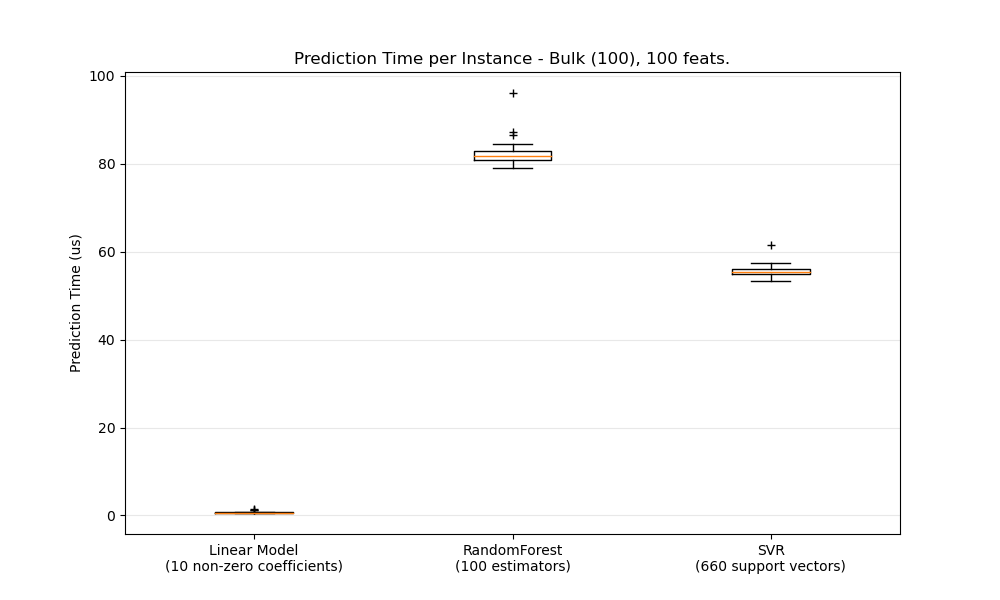 Prediction Time per Instance - Bulk (100), 100 feats.
100
80
60
40
20
0
Prediction Time (us)
Linear Model
(10 non-zero coefficients)
RandomForest
(100 estimators)
SVR
(660 support vectors)